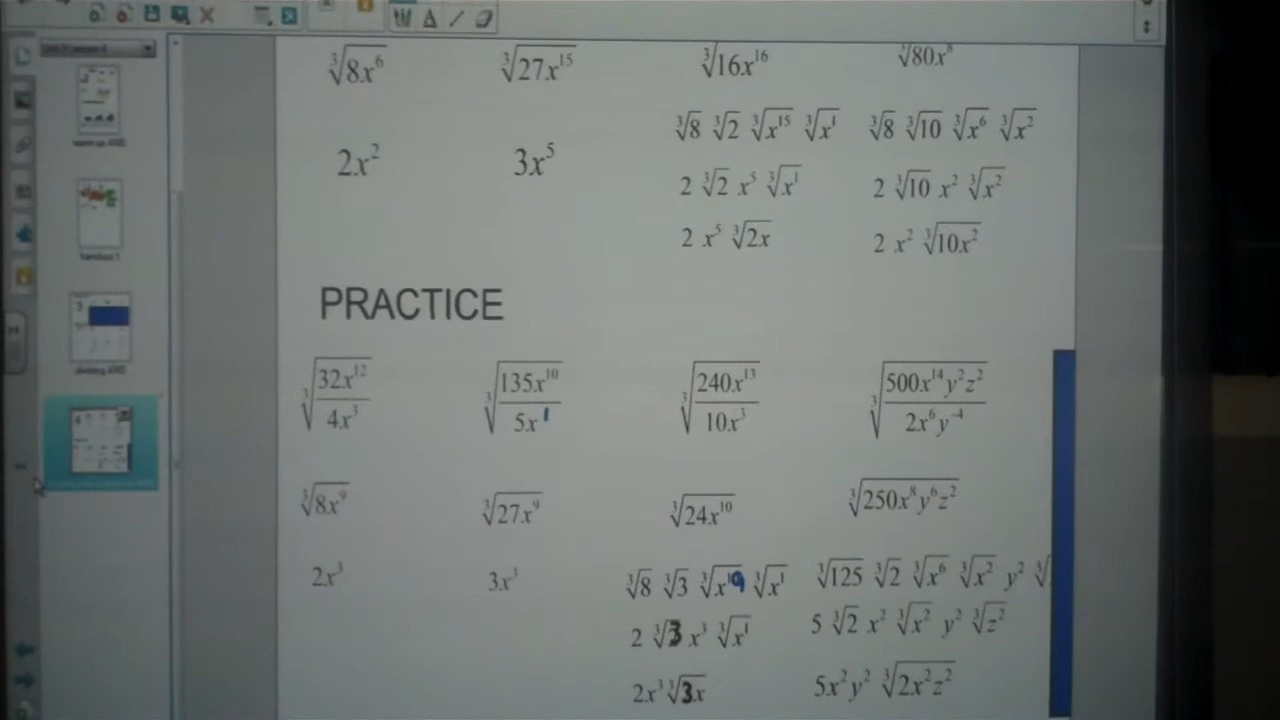 ∛8x⁶ ∛27x¹⁵ ∛16x¹⁶ ∛80x⁸
∛8 ∛2 ∛x¹⁵ ∛x¹ ∛8 ∛10 ∛x⁶ ∛x²
2x² 3x⁵ 2 ∛2 x⁵ ∛x¹ 2 ∛10 x² ∛x²
2 x⁵ ∛2x 2 x² ∛10x²
PRACTICE
∛(32x¹²/4x³) ∛(135x¹⁰/5x¹) ∛(240x¹³/10x³) ∛(500x¹⁴y²z²/2x⁶y⁻⁴)
∛8x⁹ ∛27x⁹ ∛24x¹⁰ ∛250x⁸y⁶z²
2x³ 3x³ ∛8 ∛3 ∛x⁹ ∛x¹ ∛125 ∛2 ∛x⁶ ∛x² y²
2 ∛3 x³ ∛x¹ 5 ∛2 x² ∛x² y² ∛z²
2x³ ∛3x 5x²y² ∛2x²z²